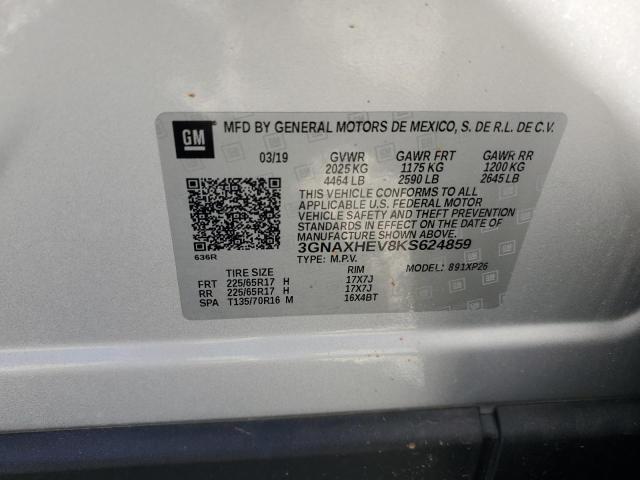 GM MFD BY GENERAL MOTORS DE MEXICO, S. DE R.L. DE C.V.
03/19 GVWR GAWR FRT GAWR RR
2025 KG 1175 KG 1200 KG
4464 LB 2590 LB 2645 LB
THIS VEHICLE CONFORMS TO ALL
APPLICABLE U.S. FEDERAL MOTOR
VEHICLE SAFETY AND THEFT PREVENTION
STANDARDS IN EFFECT ON THE DATE OF
MANUFACTURE SHOWN ABOVE.
3GNAXHEV8KS624859
636R
TYPE: M.P.V. MODEL: 891XP26
TIRE SIZE RIM
FRT 225/65R17 H 17X7J
RR 225/65R17 H 17X7J
SPA T135/70R16 M 16X4BT